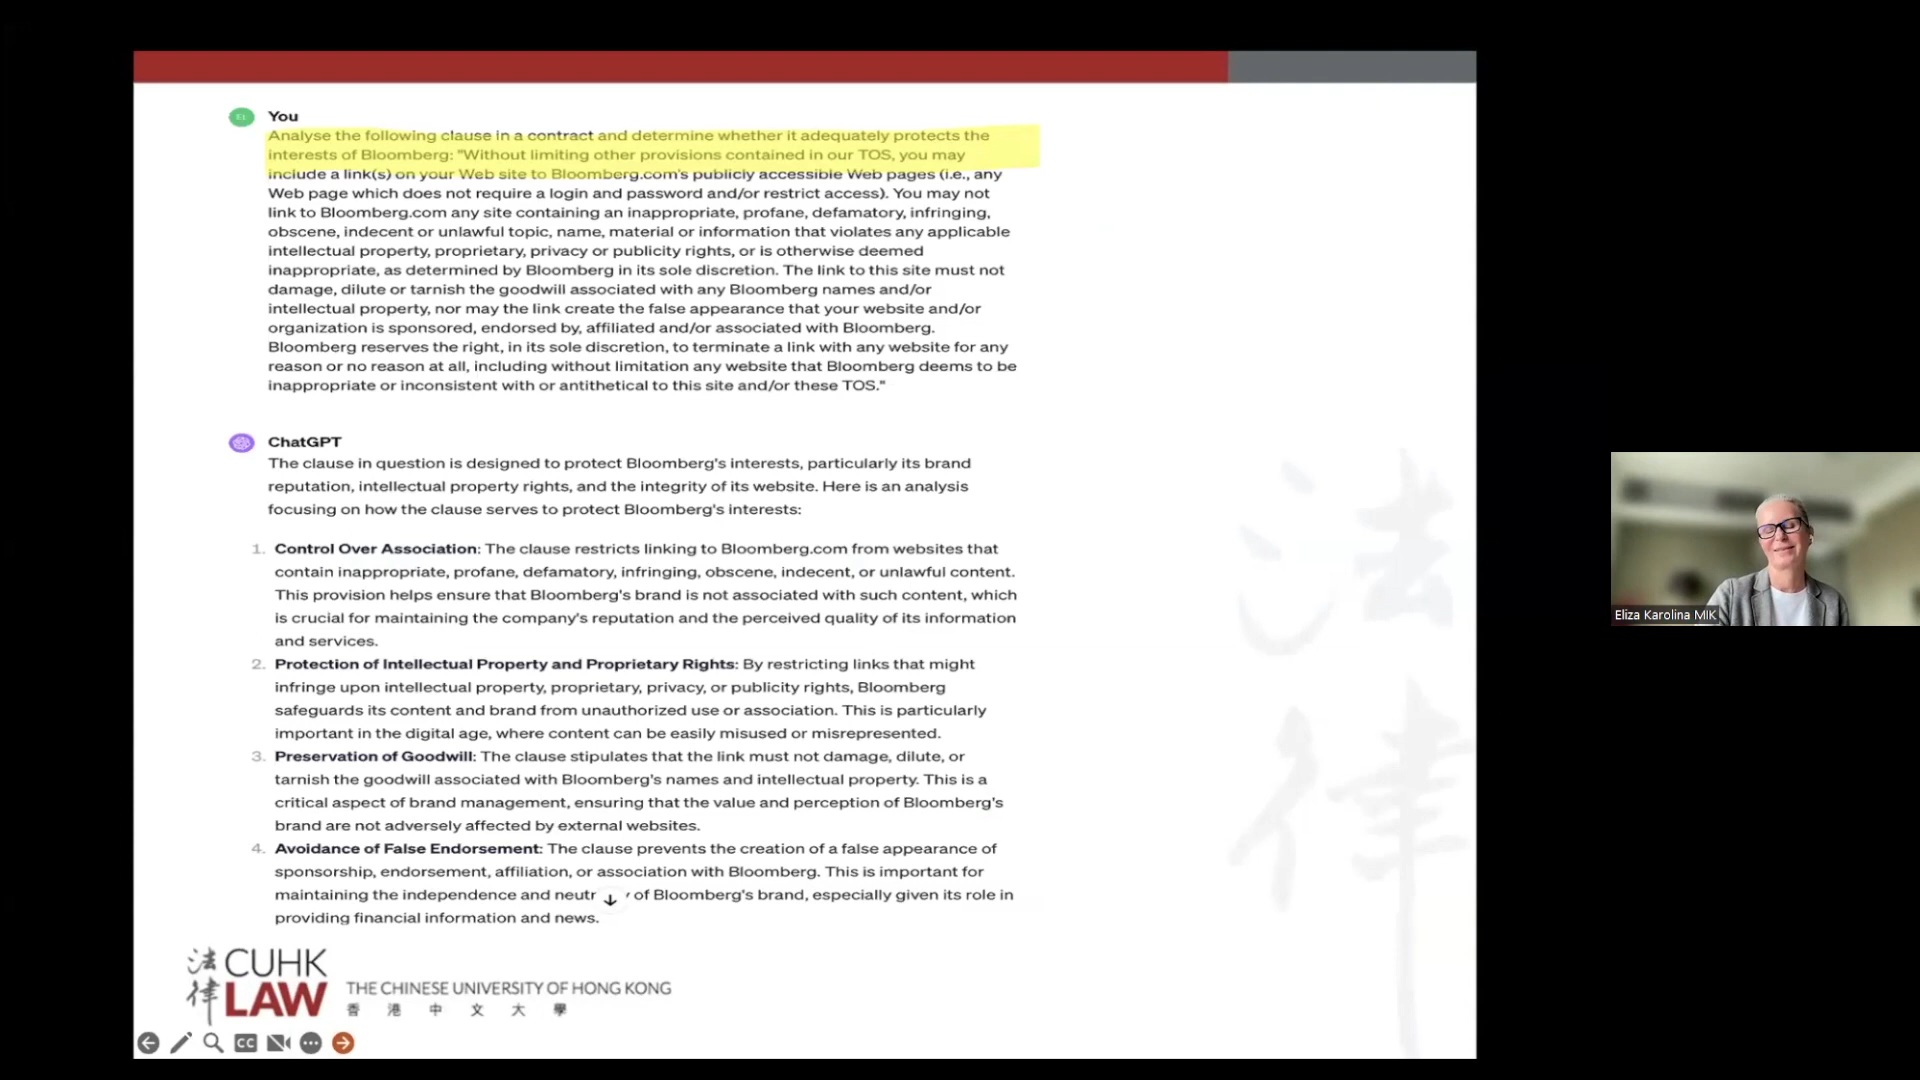 You
Analyse the following clause in a contract and determine whether it adequately protects the
interests of Bloomberg: "Without limiting other provisions contained in our TOS, you may
include a link(s) on your Web site to Bloomberg.com's publicly accessible Web pages (i.e., any
Web page which does not require a login and password and/or restrict access). You may not
link to Bloomberg.com any site containing an inappropriate, profane, defamatory, infringing,
obscene, indecent or unlawful topic, name, material or information that violates any applicable
intellectual property, proprietary, privacy or publicity rights, or is otherwise deemed
inappropriate, as determined by Bloomberg in its sole discretion. The link to this site must not
damage, dilute or tarnish the goodwill associated with any Bloomberg names and/or
intellectual property, nor may the link create the false appearance that your website and/or
organization is sponsored, endorsed by, affiliated and/or associated with Bloomberg.
Bloomberg reserves the right, in its sole discretion, to terminate a link with any website for any
reason or no reason at all, including without limitation any website that Bloomberg deems to be
inappropriate or inconsistent with or antithetical to this site and/or these TOS."
ChatGPT
The clause in question is designed to protect Bloomberg's interests, particularly its brand
reputation, intellectual property rights, and the integrity of its website. Here is an analysis
focusing on how the clause serves to protect Bloomberg's interests:
1. Control Over Association: The clause restricts linking to Bloomberg.com from websites that
contain inappropriate, profane, defamatory, infringing, obscene, indecent, or unlawful content.
This provision helps ensure that Bloomberg's brand is not associated with such content, which
is crucial for maintaining the company's reputation and the perceived quality of its information
and services.
2. Protection of Intellectual Property and Proprietary Rights: By restricting links that might
infringe upon intellectual property, proprietary, privacy, or publicity rights, Bloomberg
safeguards its content and brand from unauthorized use or association. This is particularly
important in the digital age, where content can be easily misused or misrepresented.
3. Preservation of Goodwill: The clause stipulates that the link must not damage, dilute, or
tarnish the goodwill associated with Bloomberg's names and intellectual property. This is a
critical aspect of brand management, ensuring that the value and perception of Bloomberg's
brand are not adversely affected by external websites.
4. Avoidance of False Endorsement: The clause prevents the creation of a false appearance of
sponsorship, endorsement, affiliation, or association with Bloomberg. This is important for
maintaining the independence and neutr of Bloomberg's brand, especially given its role in
providing financial information and news.
法律
法律
CUHK
LAW
THE CHINESE UNIVERSITY OF HONG KONG
香港中文大學
CC
Eliza Karolina MIK